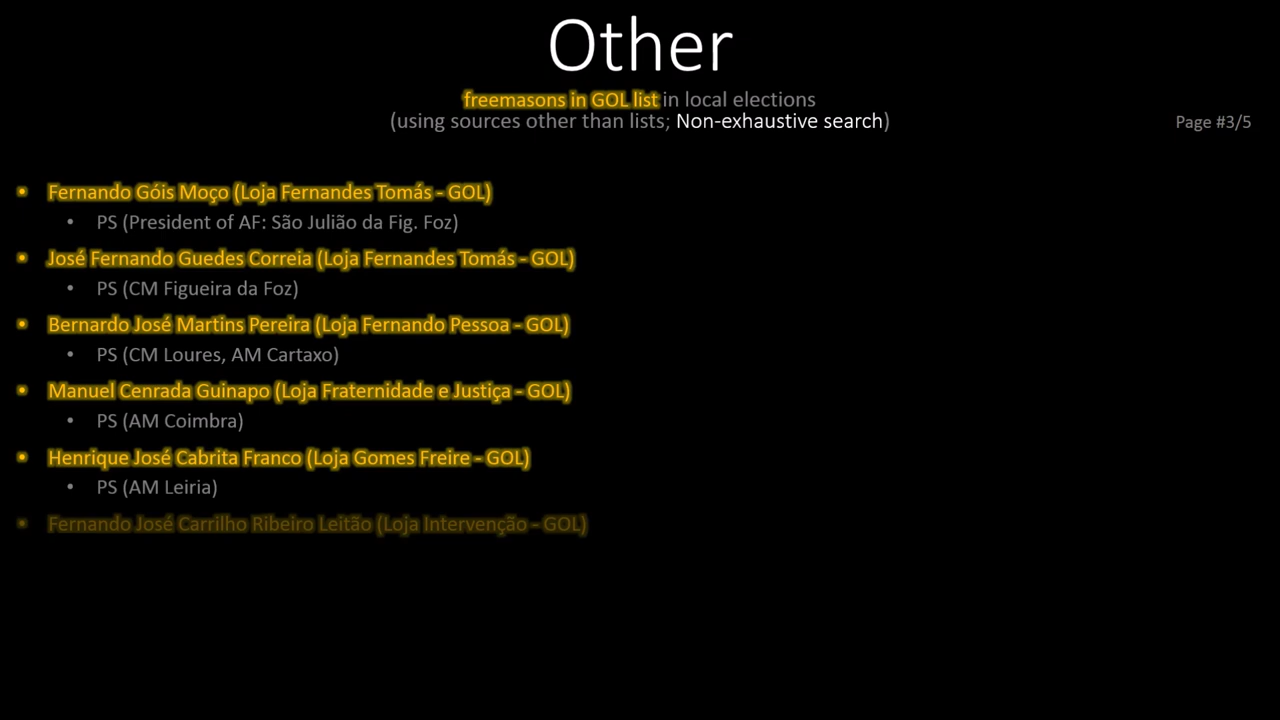 Other
freemasons in GOL list in local elections
(using sources other than lists; Non-exhaustive search)
Page #3/5
• Fernando Góis Moço (Loja Fernandes Tomás - GOL)
• PS (President of AF: São Julião da Fig. Foz)
• José Fernando Guedes Correia (Loja Fernandes Tomás - GOL)
• PS (CM Figueira da Foz)
• Bernardo José Martins Pereira (Loja Fernando Pessoa - GOL)
• PS (CM Loures, AM Cartaxo)
• Manuel Cenrada Guinapo (Loja Fraternidade e Justiça - GOL)
• PS (AM Coimbra)
• Henrique José Cabrita Franco (Loja Gomes Freire - GOL)
• PS (AM Leiria)
• Fernando José Carrilho Ribeiro Leitão (Loja Intervenção - GOL)